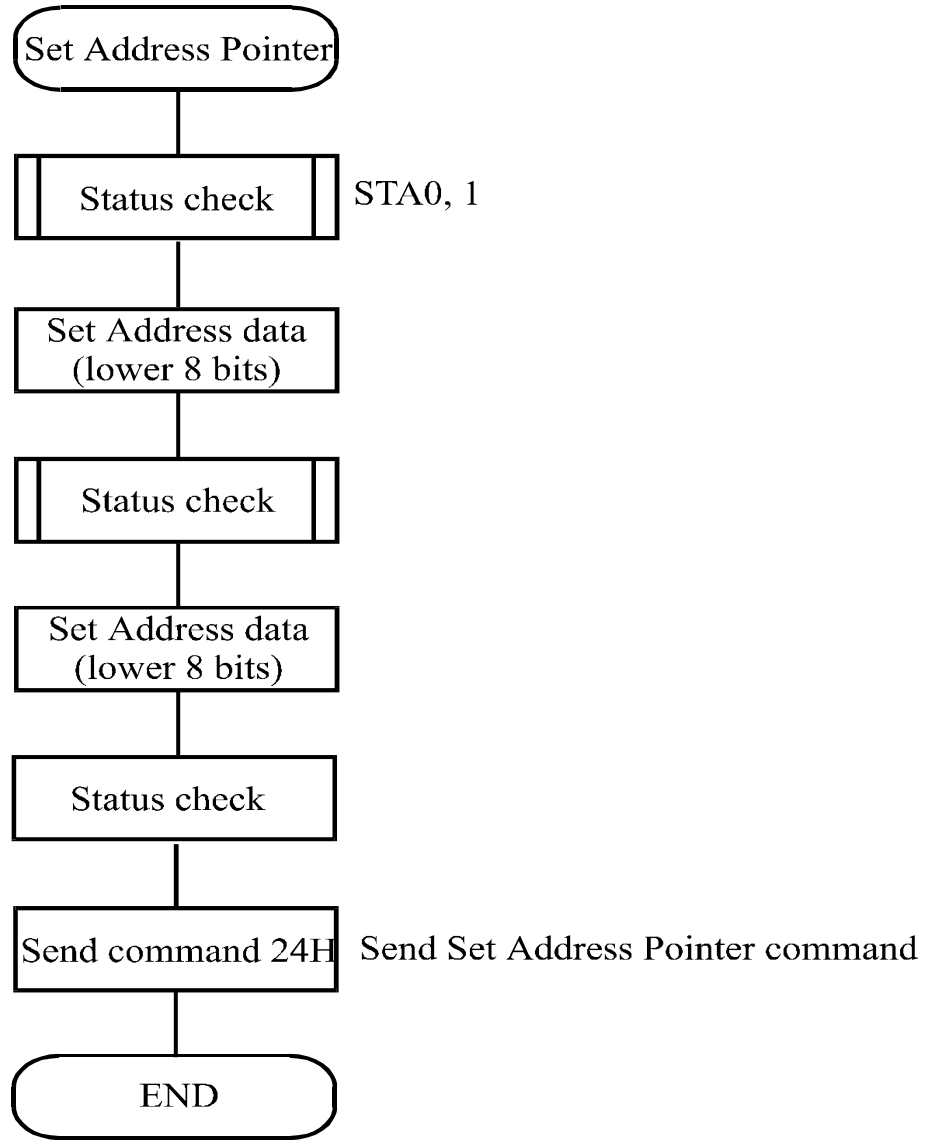 Set Address Pointer
Status check
STA0, 1
Set Address data
(lower 8 bits)
Status check
Set Address data
(lower 8 bits)
Status check
Send command 24H
Send Set Address Pointer command
END